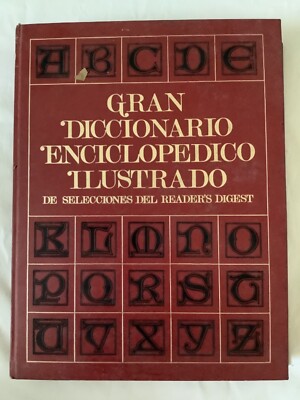 A B C D E
GRAN
DICCIONARIO
ENCICLOPEDICO
ILUSTRADO
DE SELECCIONES DEL READER'S DIGEST
K L M N O
P Q R S T
U V X Y Z